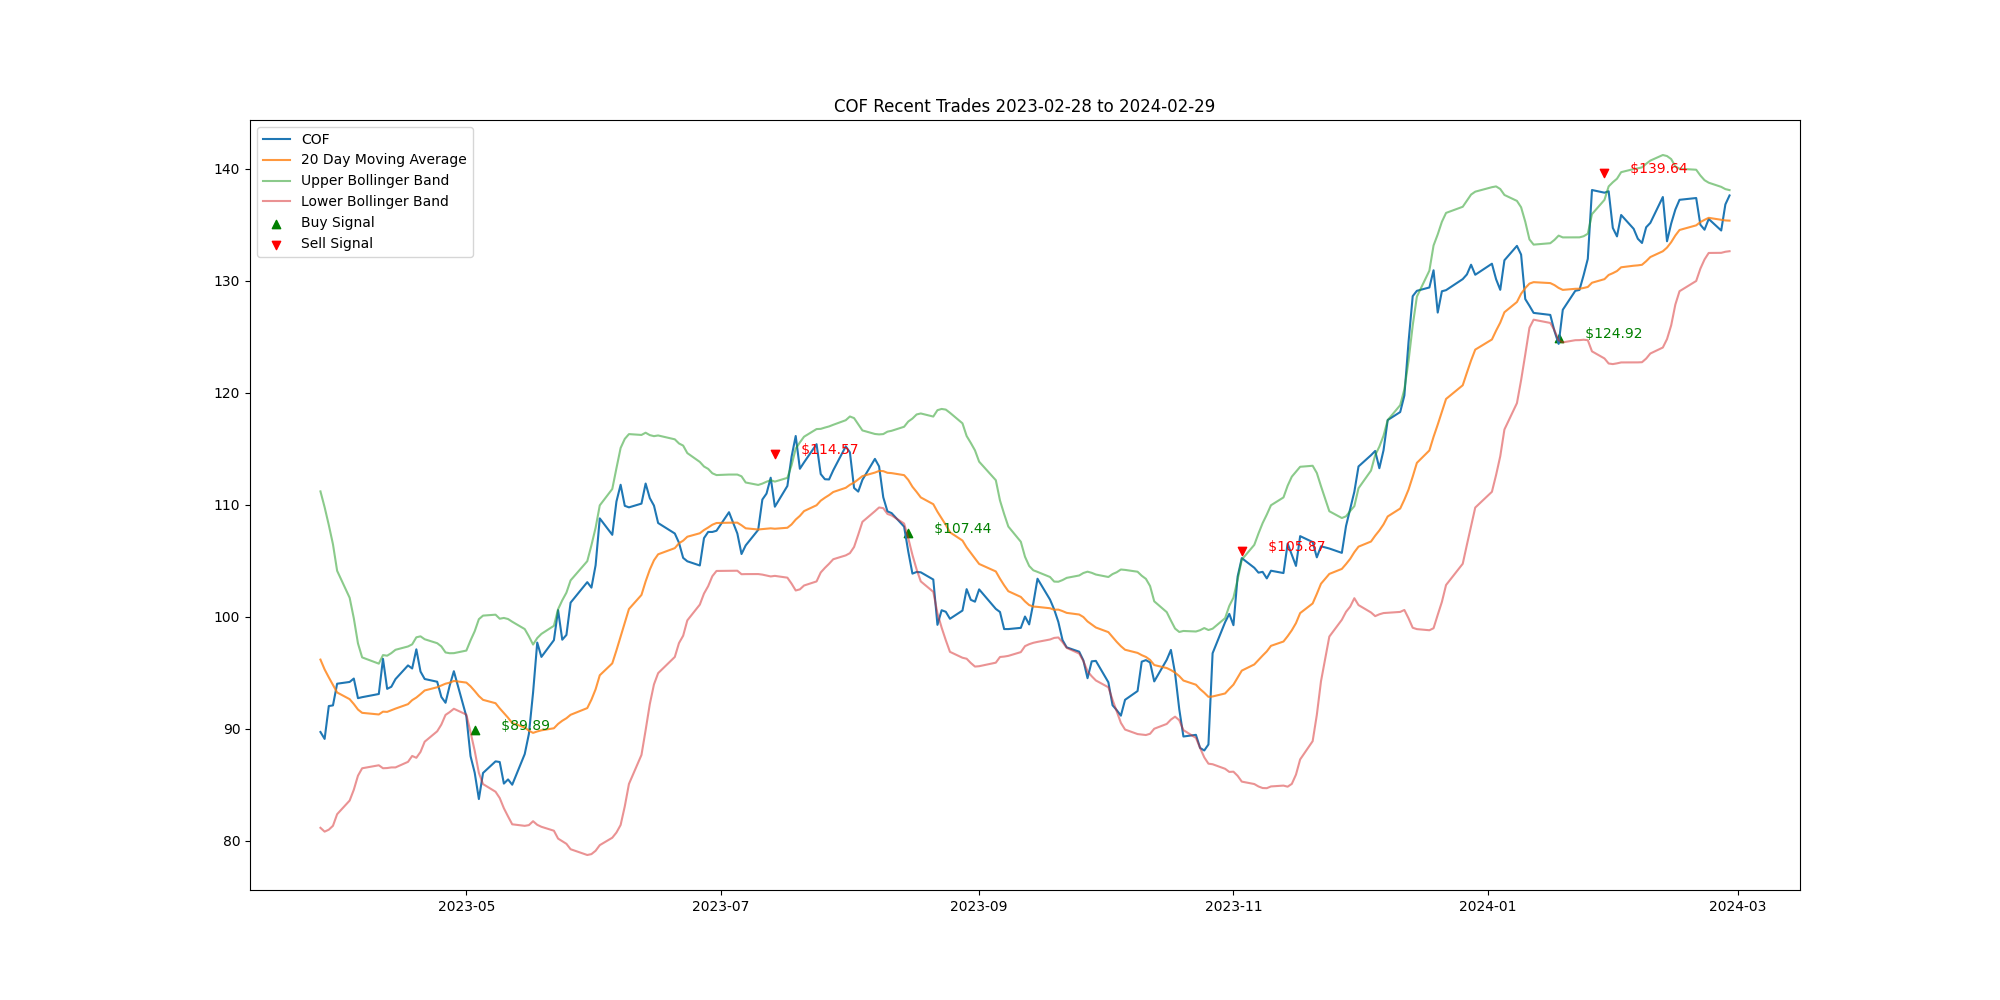 COF Recent Trades 2023-02-28 to 2024-02-29
COF
20 Day Moving Average
Upper Bollinger Band
Lower Bollinger Band
Buy Signal
Sell Signal
140
130
120
110
100
90
80
$139.64
$124.92
$114.57
$107.44
$105.87
$89.89
2023-05
2023-07
2023-09
2023-11
2024-01
2024-03